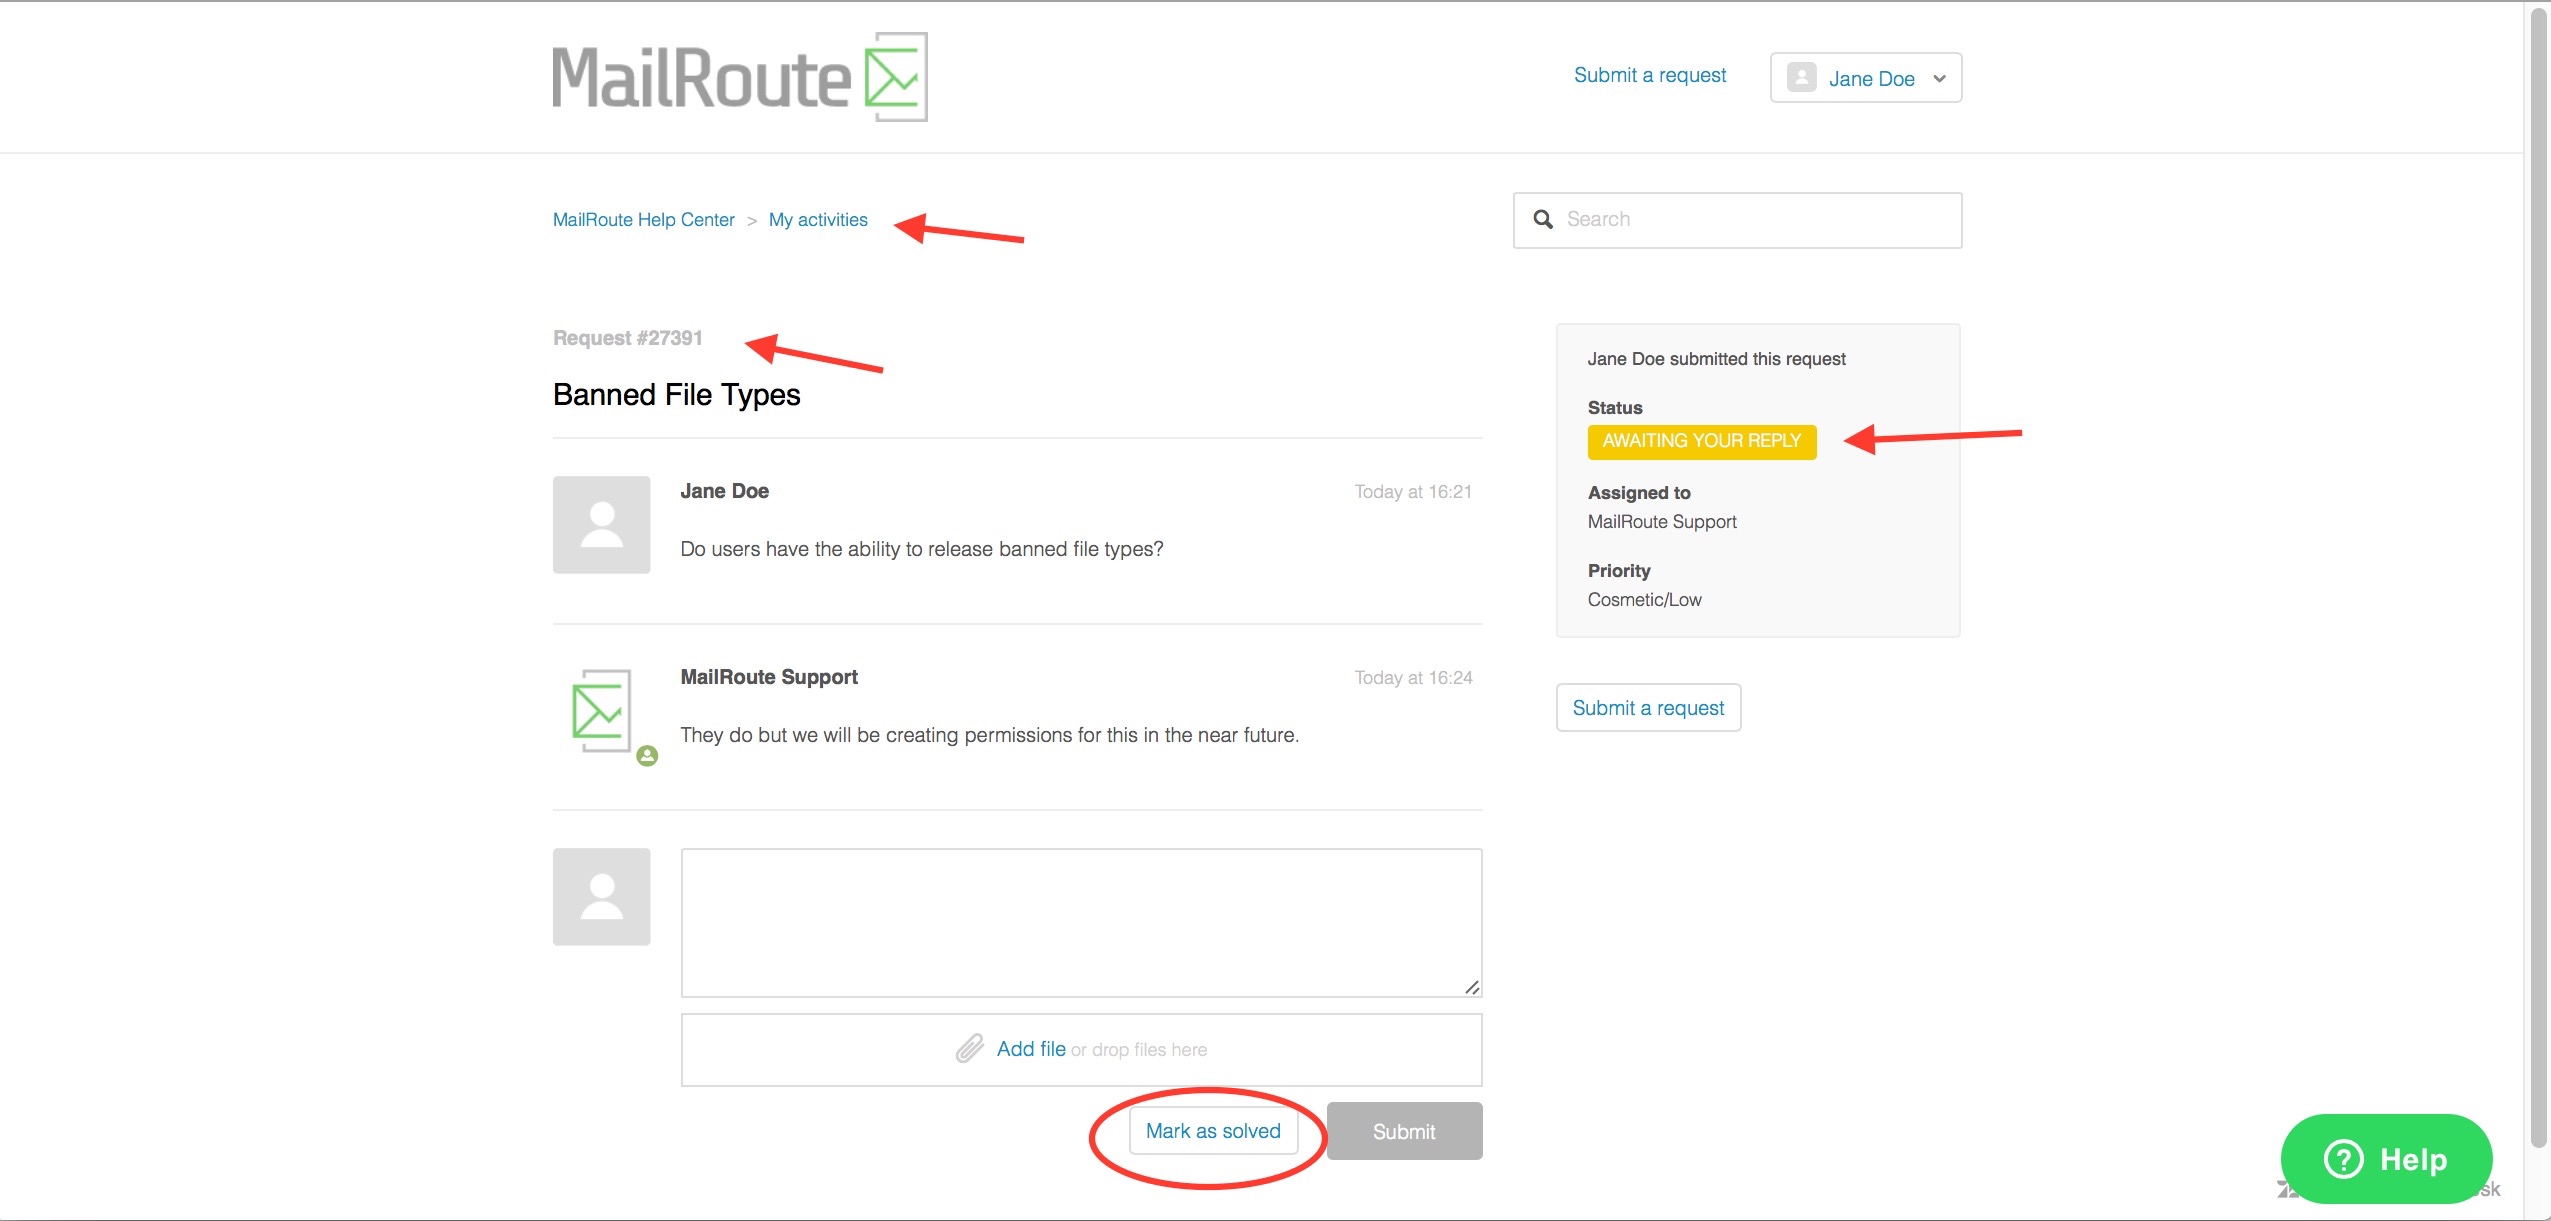 MailRoute
Submit a request
Jane Doe
MailRoute Help Center > My activities
Search
Request #27391
Banned File Types
Jane Doe submitted this request
Status
AWAITING YOUR REPLY
Assigned to
MailRoute Support
Priority
Cosmetic/Low
Submit a request
Jane Doe
Today at 16:21
Do users have the ability to release banned file types?
MailRoute Support
Today at 16:24
They do but we will be creating permissions for this in the near future.
Add file or drop files here
Mark as solved
Submit
Help